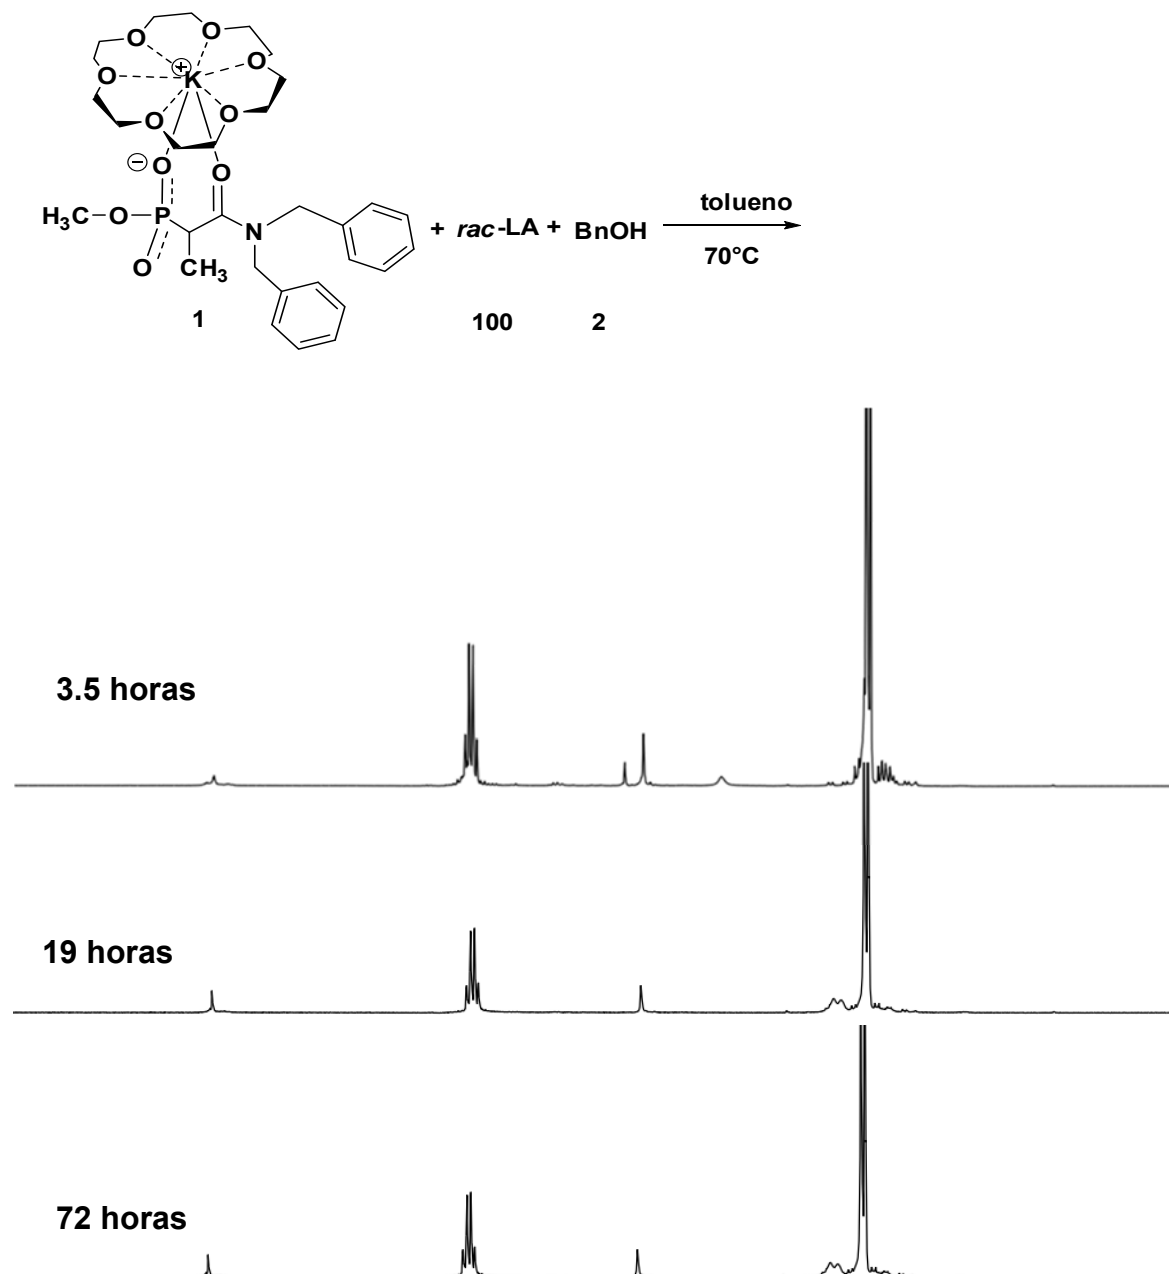 O O
O + K O
O O
− O O
H₃C O P N
O CH₃
+ rac-LA + BnOH
tolueno
70°C
1 100 2
3.5 horas
19 horas
72 horas